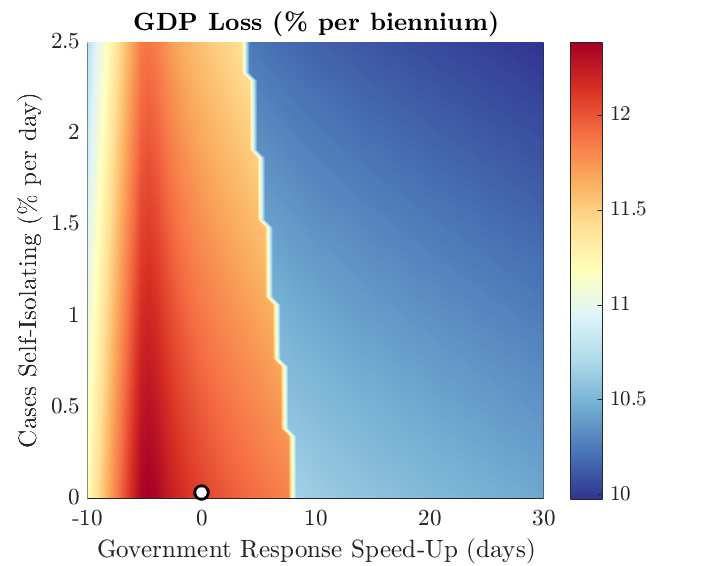 GDP Loss (% per biennium)
2.5
2
1.5
1
0.5
0
Cases Self-Isolating (% per day)
-10 0 10 20 30
Government Response Speed-Up (days)
12
11.5
11
10.5
10